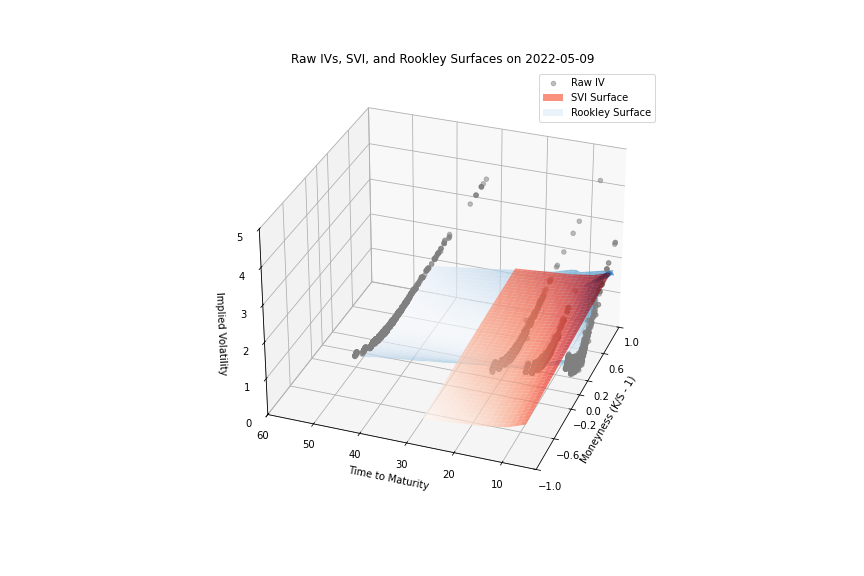 Raw IVs, SVI, and Rookley Surfaces on 2022-05-09
Raw IV
SVI Surface
Rookley Surface
5
4
3
2
1
0
Implied Volatility
60
50
40
30
20
10
Time to Maturity
1.0
0.6
0.2
0.0
−0.2
−0.6
−1.0
Moneyness (K/S - 1)